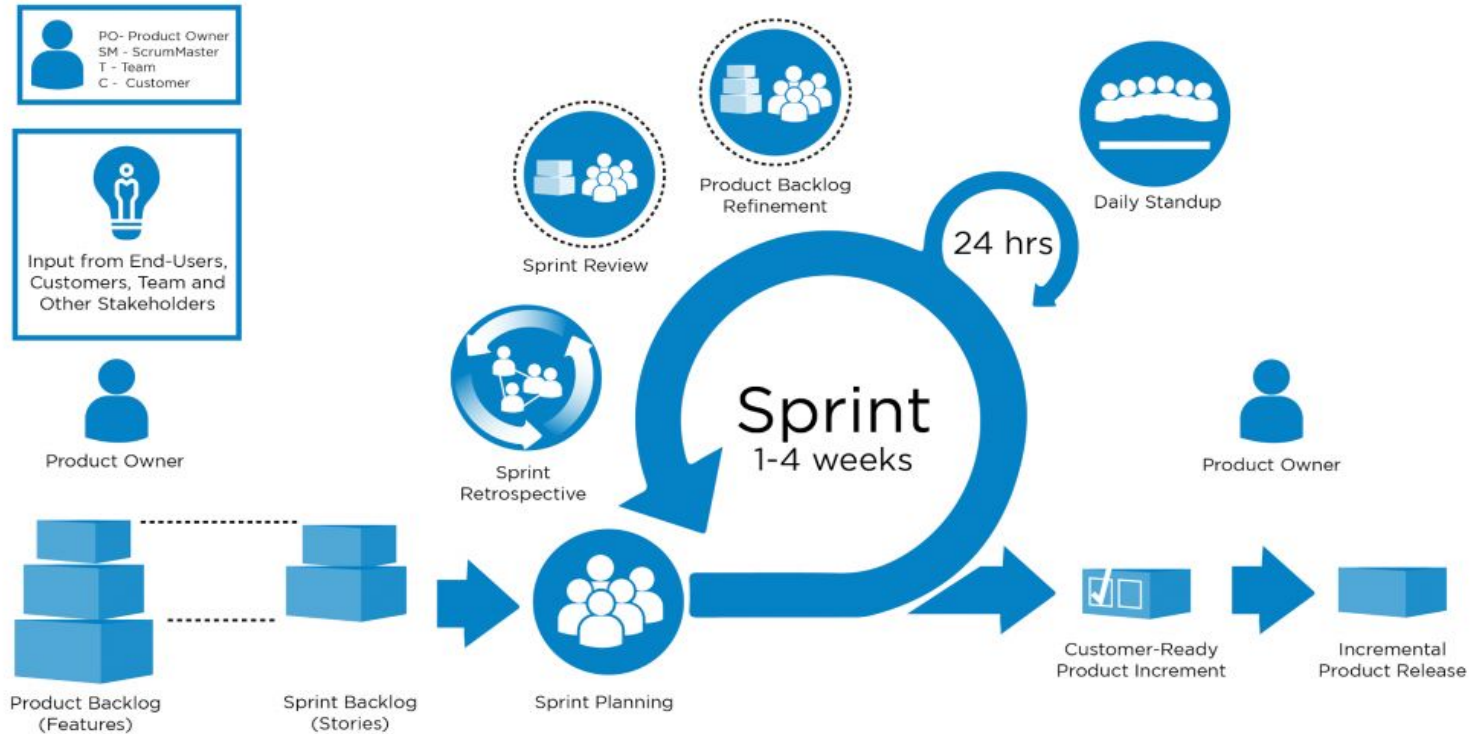 PO- Product Owner
SM - ScrumMaster
T - Team
C - Customer
Input from End-Users,
Customers, Team and
Other Stakeholders
Product Owner
Product Backlog
(Features)
Sprint Backlog
(Stories)
Sprint Planning
Sprint
Retrospective
Sprint Review
Product Backlog
Refinement
Daily Standup
24 hrs
Sprint
1-4 weeks
Product Owner
Customer-Ready
Product Increment
Incremental
Product Release